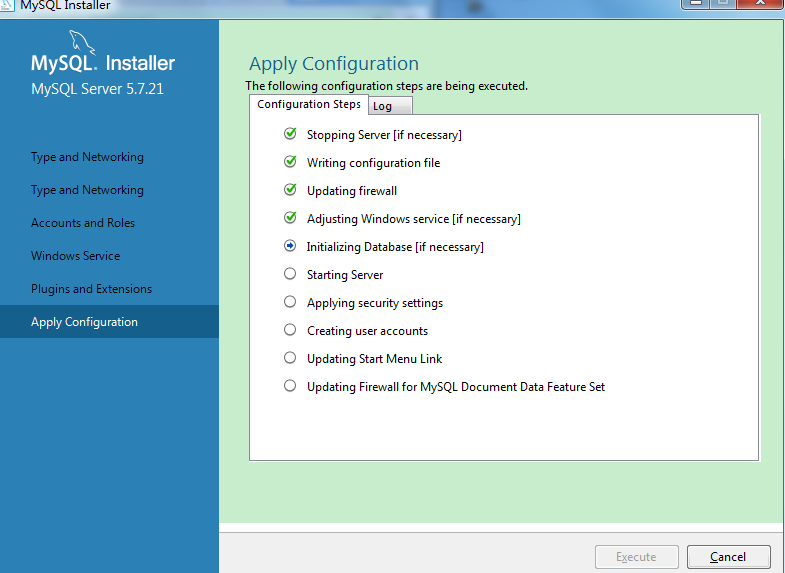 MySQL Installer
MySQL. Installer
MySQL Server 5.7.21
Type and Networking
Type and Networking
Accounts and Roles
Windows Service
Plugins and Extensions
Apply Configuration
Apply Configuration
The following configuration steps are being executed.
Configuration Steps Log
Stopping Server [if necessary]
Writing configuration file
Updating firewall
Adjusting Windows service [if necessary]
Initializing Database [if necessary]
Starting Server
Applying security settings
Creating user accounts
Updating Start Menu Link
Updating Firewall for MySQL Document Data Feature Set
Execute Cancel